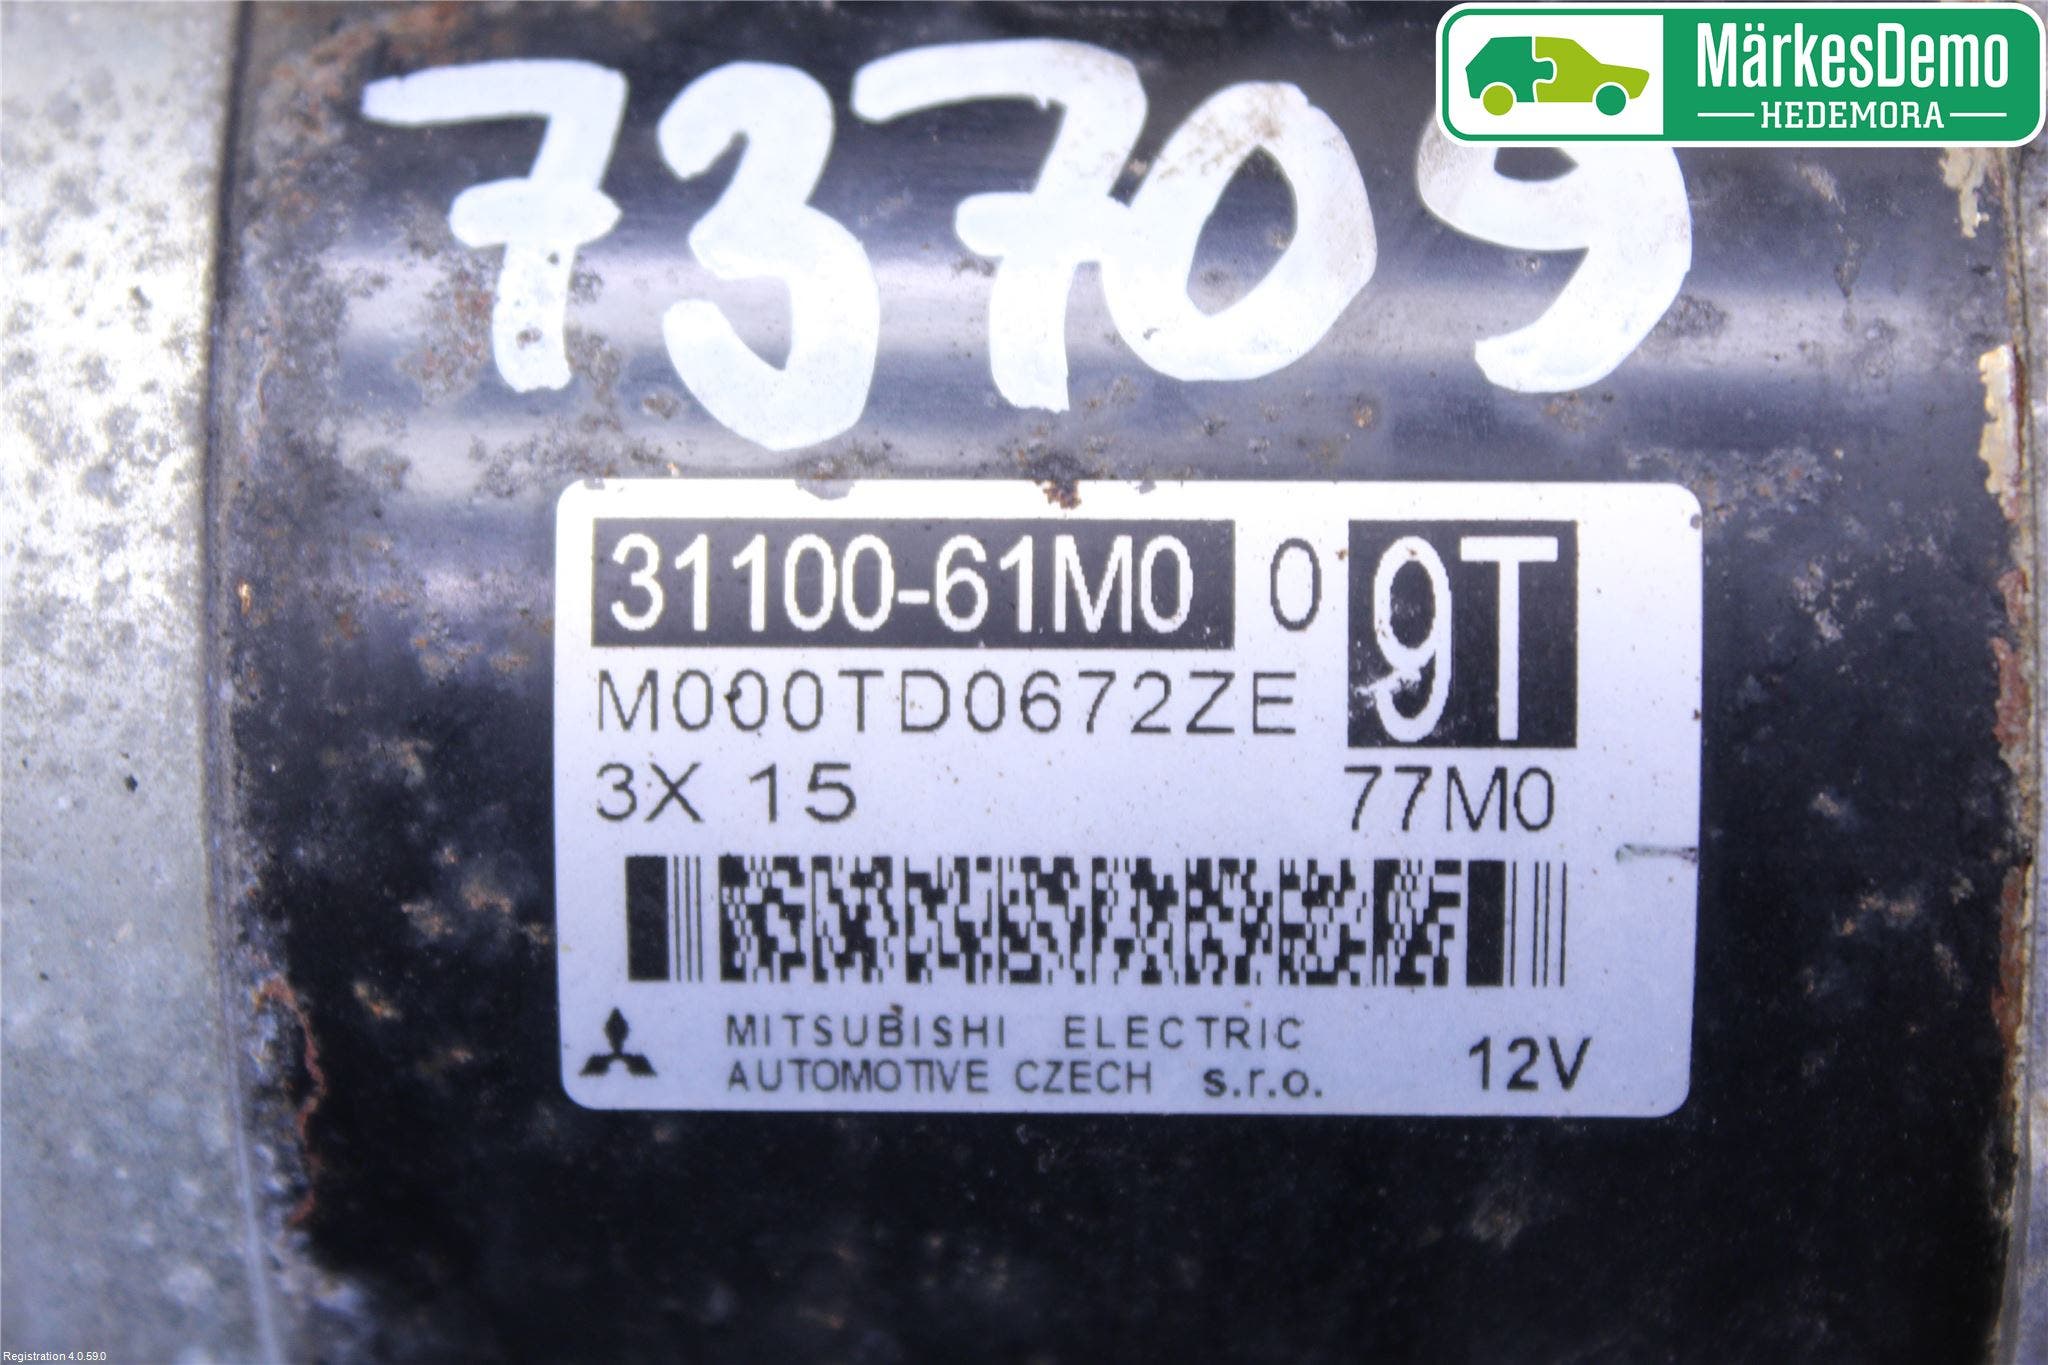 MärkesDemo
HEDEMORA
73709
31100-61M0 0 9T
M000TD0672ZE
3X 15 77M0
MITSUBISHI ELECTRIC
AUTOMOTIVE CZECH s.r.o. 12V
Registration 4.0.59.0